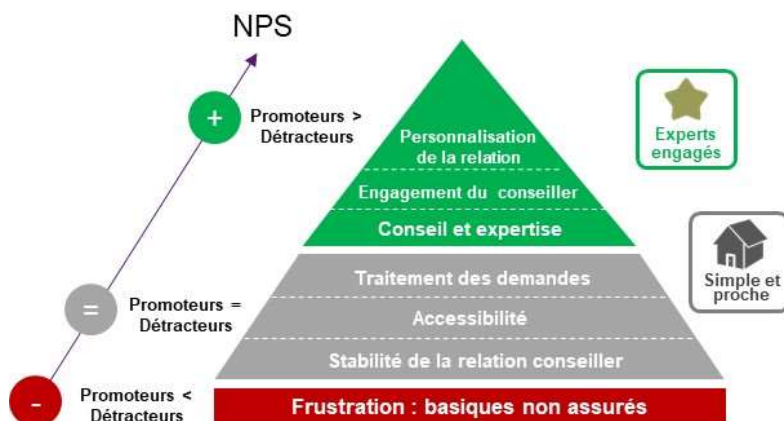 NPS
+
Promoteurs >
Détracteurs
Personnalisation
de la relation
Engagement du conseiller
Conseil et expertise
Experts
engagés
Traitement des demandes
Accessibilité
Stabilité de la relation conseiller
Simple et
proche
=
Promoteurs =
Détracteurs
-
Promoteurs <
Détracteurs
Frustration : basiques non assurés